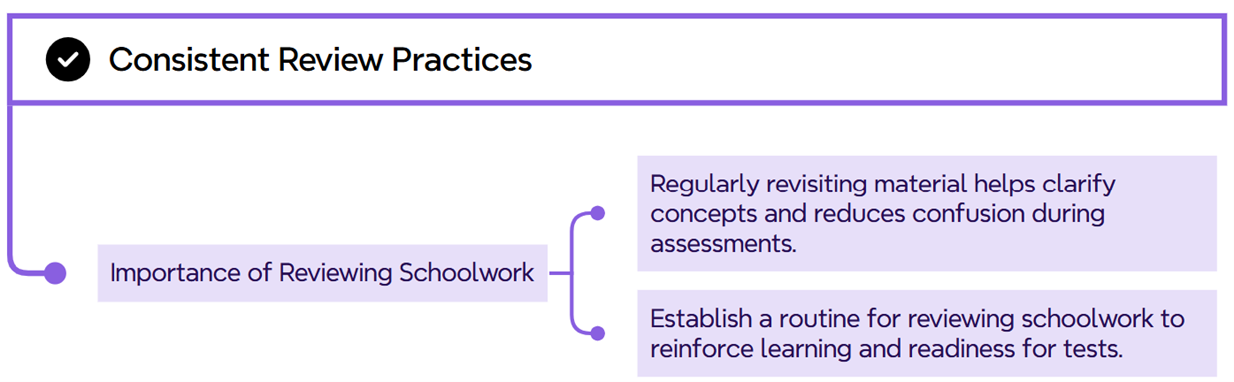 Consistent Review Practices
Importance of Reviewing Schoolwork
Regularly revisiting material helps clarify
concepts and reduces confusion during
assessments.
Establish a routine for reviewing schoolwork to
reinforce learning and readiness for tests.